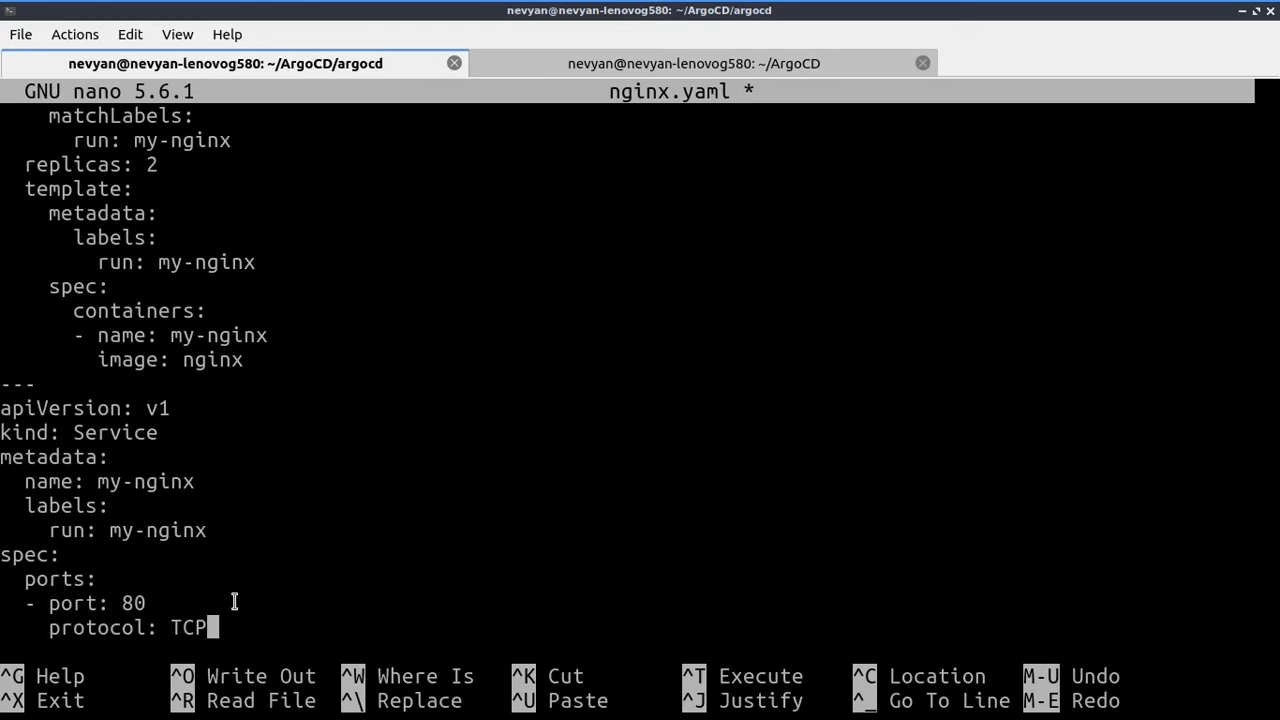 nevyan@nevyan-lenovog580: ~/ArgoCD/argocd
File Actions Edit View Help
nevyan@nevyan-lenovog580: ~/ArgoCD/argocd nevyan@nevyan-lenovog580: ~/ArgoCD
GNU nano 5.6.1 nginx.yaml *
    matchLabels:
      run: my-nginx
  replicas: 2
  template:
    metadata:
      labels:
        run: my-nginx
    spec:
      containers:
      - name: my-nginx
        image: nginx
---
apiVersion: v1
kind: Service
metadata:
  name: my-nginx
  labels:
    run: my-nginx
spec:
  ports:
  - port: 80
    protocol: TCP
^G Help ^O Write Out ^W Where Is ^K Cut ^T Execute ^C Location M-U Undo
^X Exit ^R Read File ^\ Replace ^U Paste ^J Justify ^_ Go To Line M-E Redo